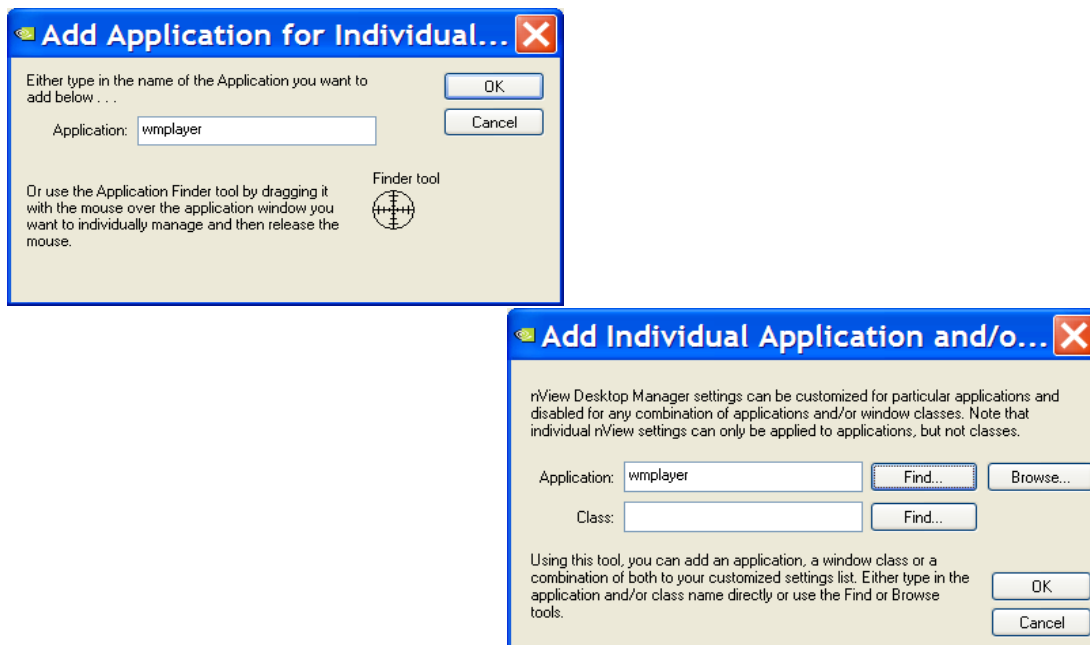 Add Application for Individual...
Either type in the name of the Application you want to
add below . . .
OK
Application: wmplayer
Cancel
Finder tool
Or use the Application Finder tool by dragging it
with the mouse over the application window you
want to individually manage and then release the
mouse.
Add Individual Application and/o...
nView Desktop Manager settings can be customized for particular applications and
disabled for any combination of applications and/or window classes. Note that
individual nView settings can only be applied to applications, but not classes.
Application: wmplayer Find... Browse...
Class: Find...
Using this tool, you can add an application, a window class or a
combination of both to your customized settings list. Either type in the
application and/or class name directly or use the Find or Browse
tools.
OK
Cancel